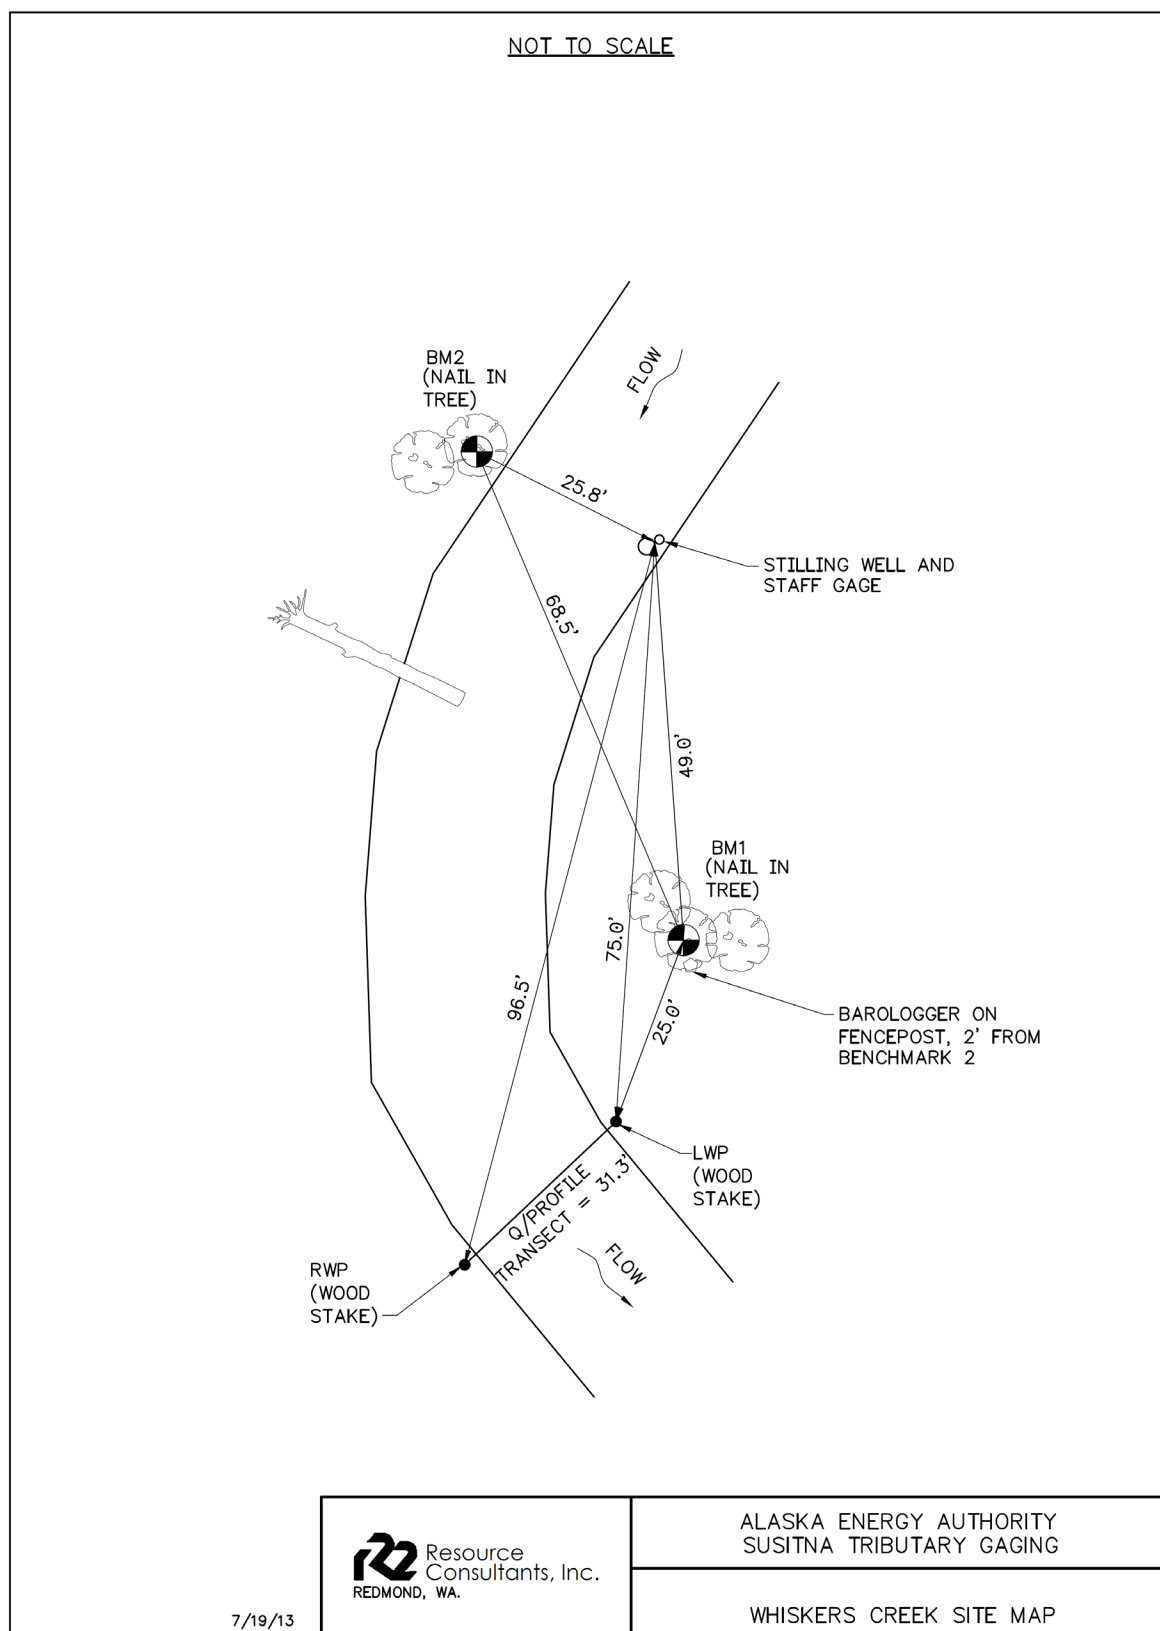 NOT TO SCALE
BM2
(NAIL IN
TREE)
FLOW
25.8'
STILLING WELL AND
STAFF GAGE
68.5'
49.0'
BM1
(NAIL IN
TREE)
75.0'
96.5'
25.0'
BAROLOGGER ON
FENCEPOST, 2' FROM
BENCHMARK 2
LWP
(WOOD
STAKE)
Q/PROFILE
TRANSECT = 31.3'
FLOW
RWP
(WOOD
STAKE)
R2 Resource
Consultants, Inc.
REDMOND, WA.
ALASKA ENERGY AUTHORITY
SUSITNA TRIBUTARY GAGING
WHISKERS CREEK SITE MAP
7/19/13